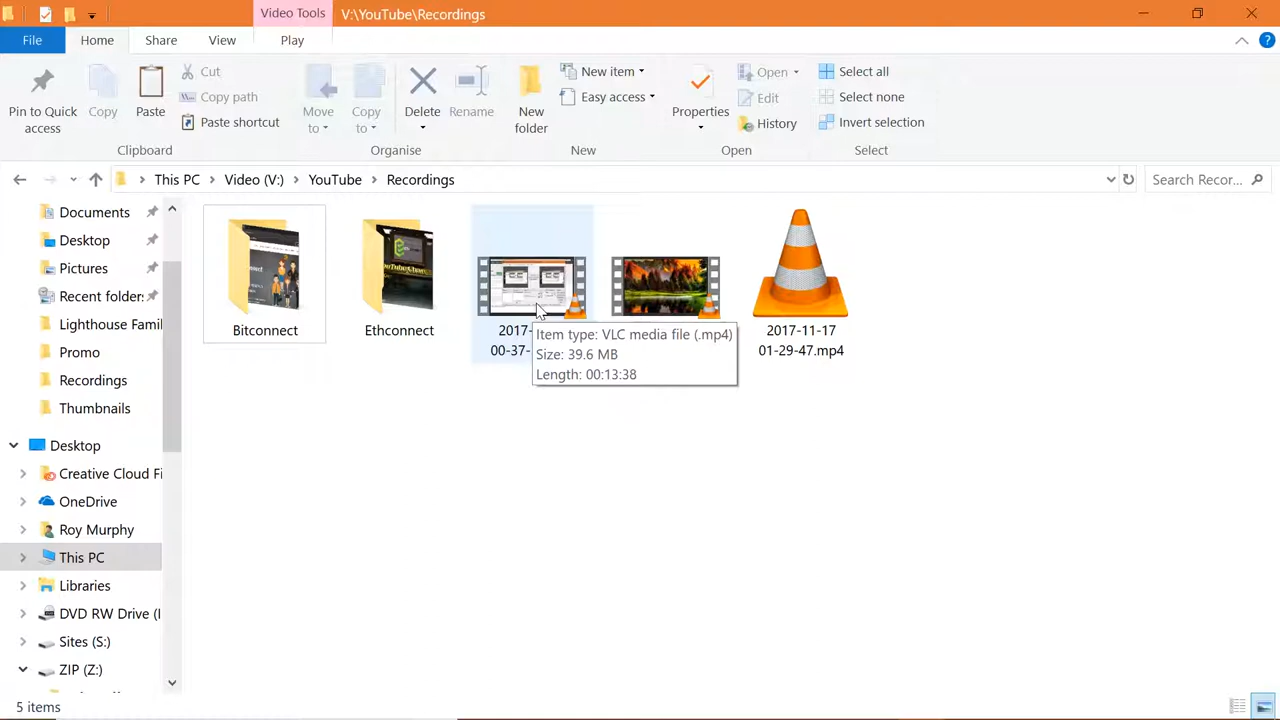 Video Tools V:\YouTube\Recordings
File Home Share View Play
Pin to Quick access
Copy
Paste
Cut
Copy path
Paste shortcut
Clipboard
Move to
Copy to
Delete
Rename
Organise
New folder
New item
Easy access
New
Properties
Open
Edit
History
Open
Select all
Select none
Invert selection
Select
This PC > Video (V:) > YouTube > Recordings
Search Recor...
Documents
Desktop
Pictures
Recent folder:
Lighthouse Fami
Promo
Recordings
Thumbnails
Desktop
Creative Cloud Fi
OneDrive
Roy Murphy
This PC
Libraries
DVD RW Drive (I
Sites (S:)
ZIP (Z:)
Bitconnect
Ethconnect
2017-
00-37-
Item type: VLC media file (.mp4)
Size: 39.6 MB
Length: 00:13:38
2017-11-17
01-29-47.mp4
5 items